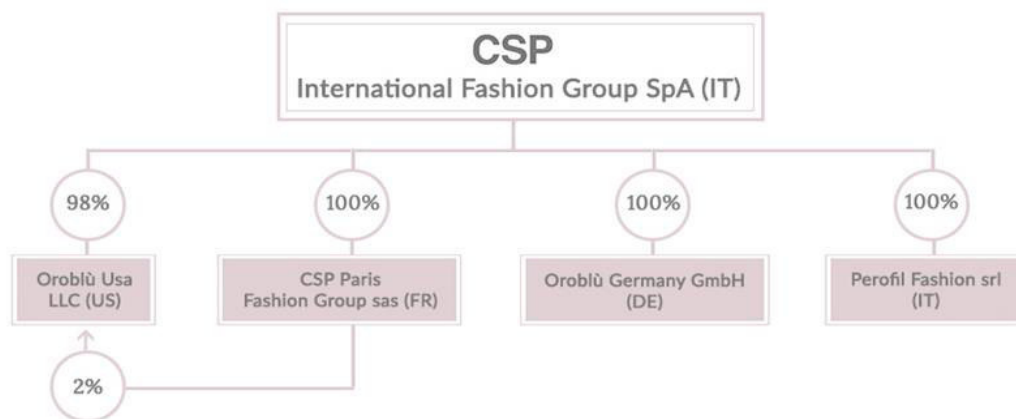 CSP
International Fashion Group SpA (IT)
98%
100%
100%
100%
Oroblù Usa
LLC (US)
CSP Paris
Fashion Group sas (FR)
Oroblù Germany GmbH
(DE)
Perofil Fashion srl
(IT)
2%